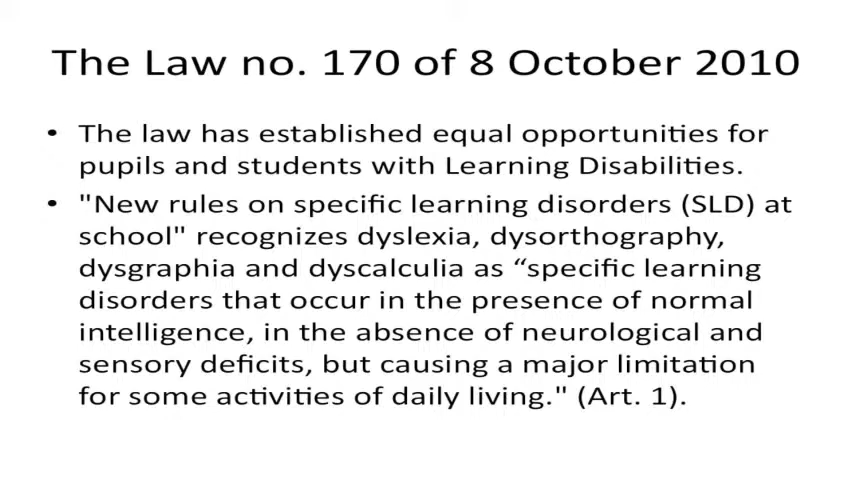 The Law no. 170 of 8 October 2010
• The law has established equal opportunities for
pupils and students with Learning Disabilities.
• "New rules on specific learning disorders (SLD) at
school" recognizes dyslexia, dysorthography,
dysgraphia and dyscalculia as “specific learning
disorders that occur in the presence of normal
intelligence, in the absence of neurological and
sensory deficits, but causing a major limitation
for some activities of daily living." (Art. 1).